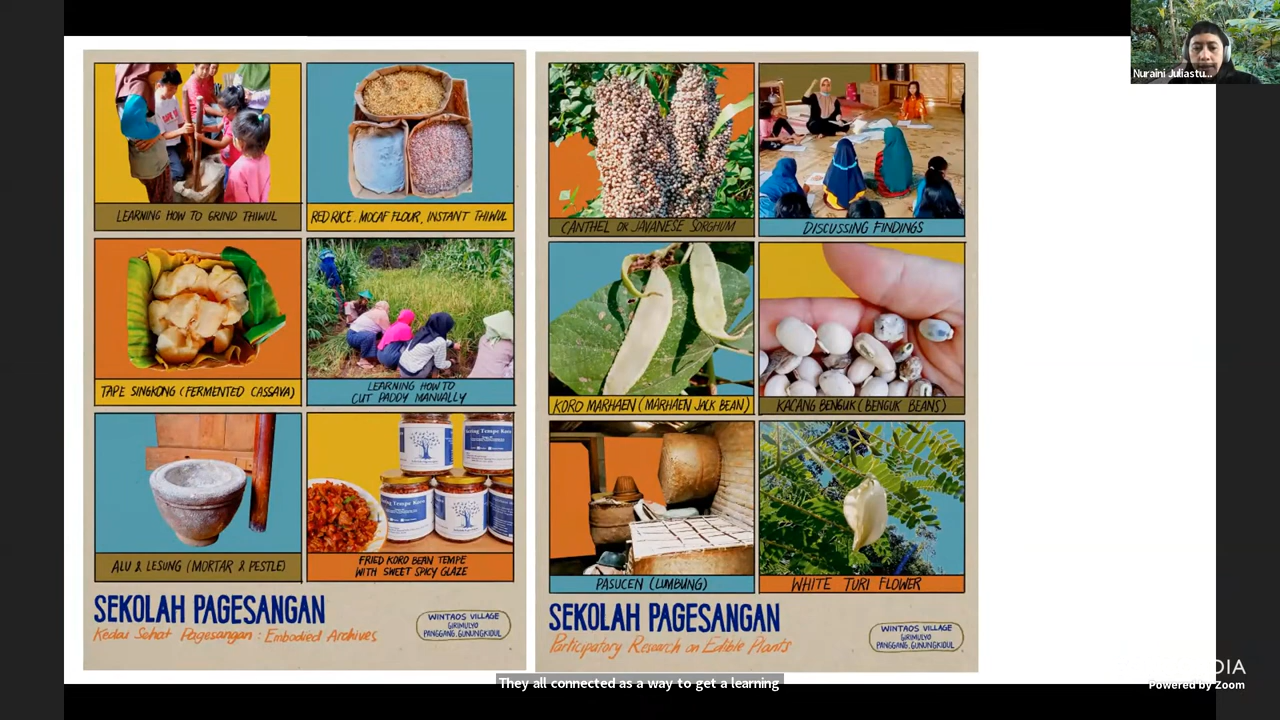 Nuraini Juliastu...
LEARNING HOW TO GRIND THIWUL
RED RICE, MOCAF FLOUR, INSTANT THIWUL
TAPE SINGKONG (FERMENTED CASSAVA)
LEARNING HOW TO
CUT PADDY MANUALLY
ALU & LESUNG (MORTAR & PESTLE)
FRIED KORO BEAN TEMPE
WITH SWEET SPICY GLAZE
SEKOLAH PAGESANGAN
Kedai Sehat Pagesangan : Embodied Archives
WINTAOS VILLAGE
GIRIMULYO
PANGGANG, GUNUNGKIDUL
CANTHEL OR JAVANESE SORGHUM
DISCUSSING FINDINGS
KORO MARHAEN (MARHAEN JACK BEAN)
KACANG BENGUK (BENGUK BEANS)
PASUCEN (LUMBUNG)
WHITE TURI FLOWER
SEKOLAH PAGESANGAN
Participatory Research on Edible Plants
WINTAOS VILLAGE
GIRIMULYO
PANGGANG, GUNUNGKIDUL
They all connected as a way to get a learning
Powered by Zoom